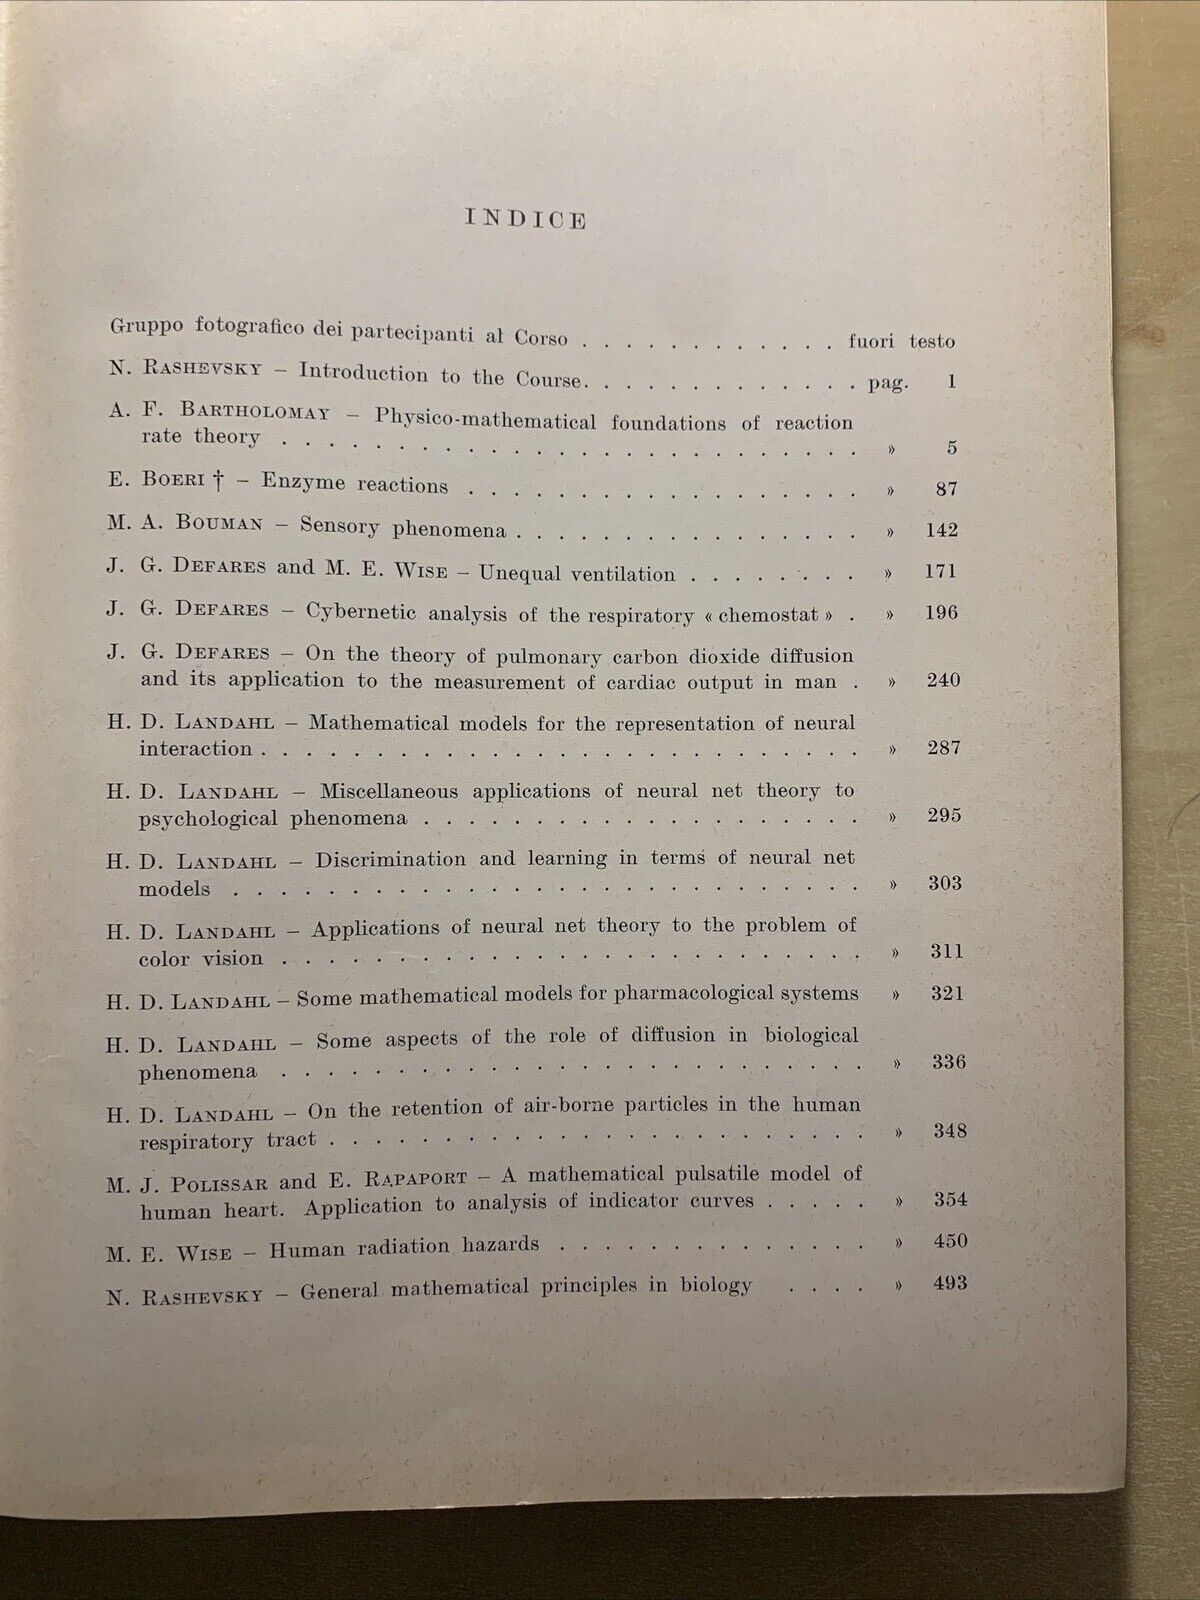 INDICE
Gruppo fotografico dei partecipanti al Corso . . . . . . . . . . . . fuori testo
N. RASHEVSKY – Introduction to the Course. . . . . . . . . . . . . pag. 1
A. F. BARTHOLOMAY – Physico-mathematical foundations of reaction
rate theory . . . . . . . . . . . . . . . . . . . . . . . . . » 5
E. BOERI † – Enzyme reactions . . . . . . . . . . . . . . . . . » 87
M. A. BOUMAN – Sensory phenomena . . . . . . . . . . . . . . . . » 142
J. G. DEFARES and M. E. WISE – Unequal ventilation . . . . . . . . » 171
J. G. DEFARES – Cybernetic analysis of the respiratory « chemostat » . » 196
J. G. DEFARES – On the theory of pulmonary carbon dioxide diffusion
and its application to the measurement of cardiac output in man . » 240
H. D. LANDAHL – Mathematical models for the representation of neural
interaction . . . . . . . . . . . . . . . . . . . . . . . . . . » 287
H. D. LANDAHL – Miscellaneous applications of neural net theory to
psychological phenomena . . . . . . . . . . . . . . . . . . . » 295
H. D. LANDAHL – Discrimination and learning in terms of neural net
models . . . . . . . . . . . . . . . . . . . . . . . . . . . » 303
H. D. LANDAHL – Applications of neural net theory to the problem of
color vision . . . . . . . . . . . . . . . . . . . . . . . . . » 311
H. D. LANDAHL – Some mathematical models for pharmacological systems » 321
H. D. LANDAHL – Some aspects of the role of diffusion in biological
phenomena . . . . . . . . . . . . . . . . . . . . . . . . . » 336
H. D. LANDAHL – On the retention of air-borne particles in the human
respiratory tract . . . . . . . . . . . . . . . . . . . . . . . » 348
M. J. POLISSAR and E. RAPAPORT – A mathematical pulsatile model of
human heart. Application to analysis of indicator curves . . . . . » 354
M. E. WISE – Human radiation hazards . . . . . . . . . . . . . . » 450
N. RASHEVSKY – General mathematical principles in biology . . . . » 493